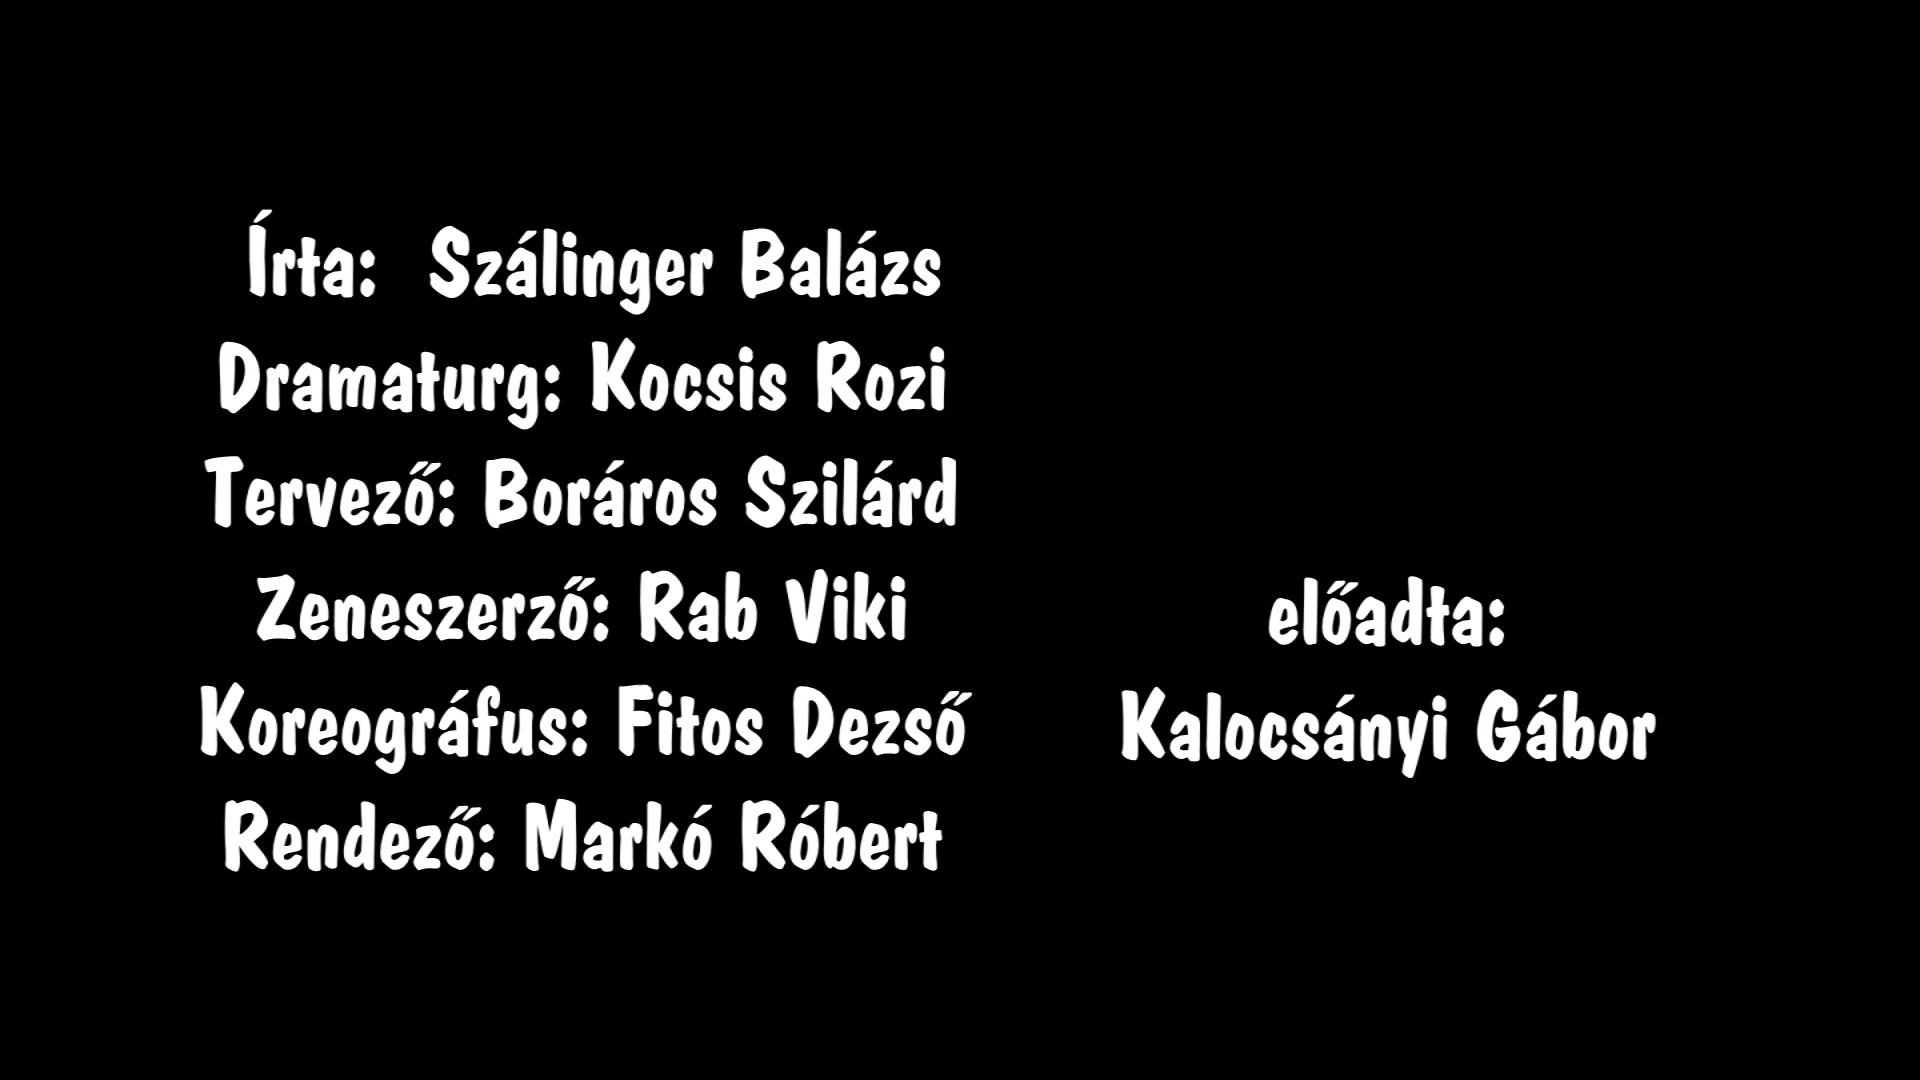 Írta: Szálinger Balázs
Dramaturg: Kocsis Rozi
Tervező: Boráros Szilárd
Zeneszerző: Rab Viki
Koreográfus: Fitos Dezső
Rendező: Markó Róbert
előadta:
Kalocsányi Gábor